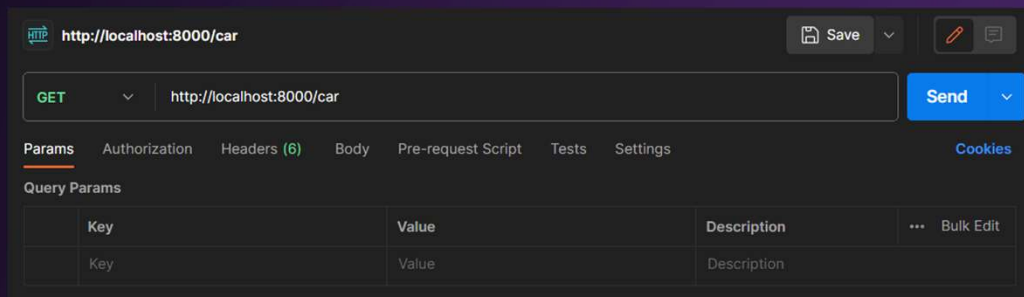 HTTP http://localhost:8000/car Save
GET http://localhost:8000/car Send
Params Authorization Headers (6) Body Pre-request Script Tests Settings Cookies
Query Params
Key Value Description ••• Bulk Edit
Key Value Description